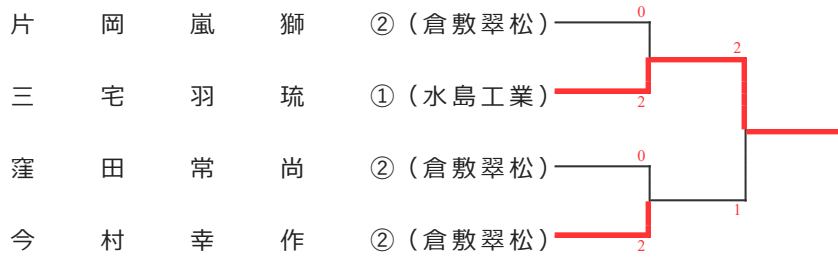 片岡嵐獅 ②（倉敷翠松） 0
2
三宅羽琉 ①（水島工業） 2
窪田常尚 ②（倉敷翠松） 0
1
今村幸作 ②（倉敷翠松） 2